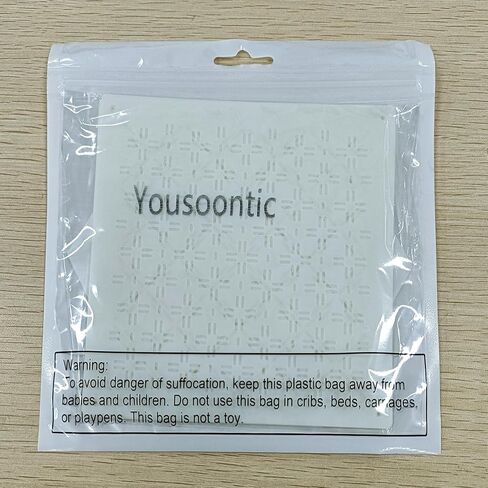 Yousoontic
Warning:
To avoid danger of suffocation, keep this plastic bag away from
babies and children. Do not use this bag in cribs, beds, carriages,
or playpens. This bag is not a toy.